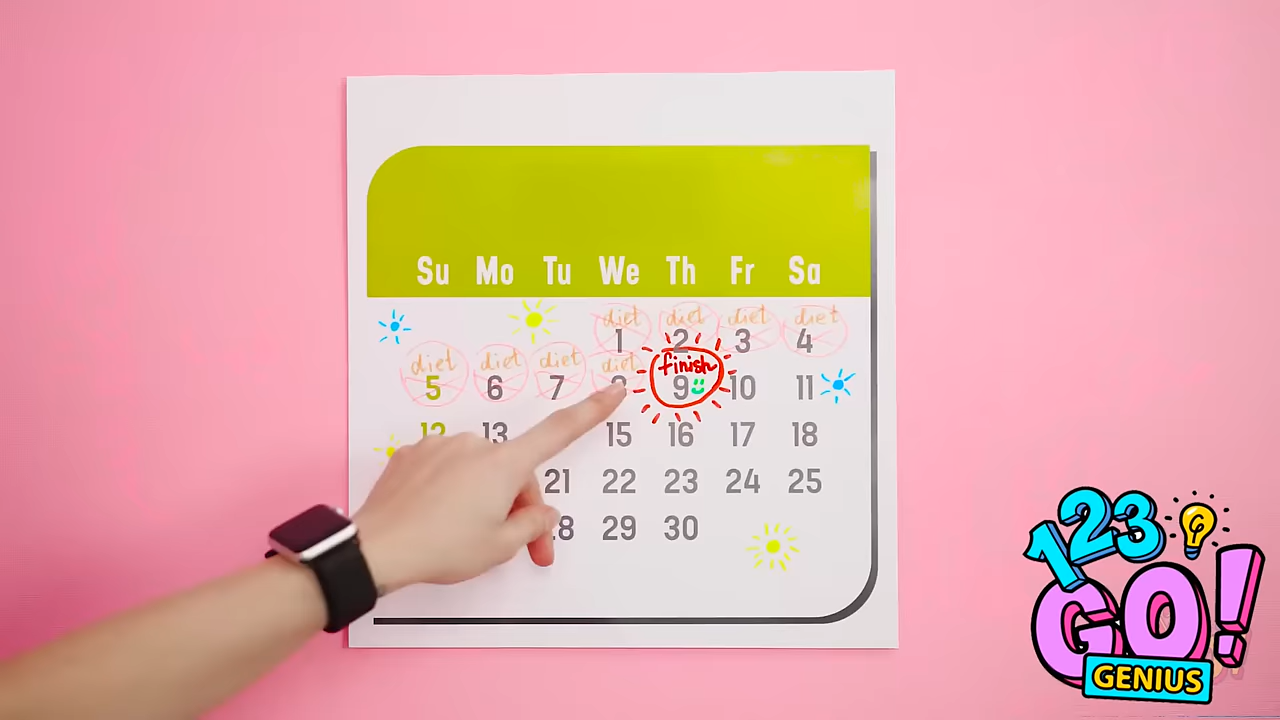 Su Mo Tu We Th Fr Sa
diet diet diet diet
1 2 3 4
diet diet diet diet finish
5 6 7 8 9 10 11
12 13 15 16 17 18
21 22 23 24 25
28 29 30
123
GO!
GENIUS